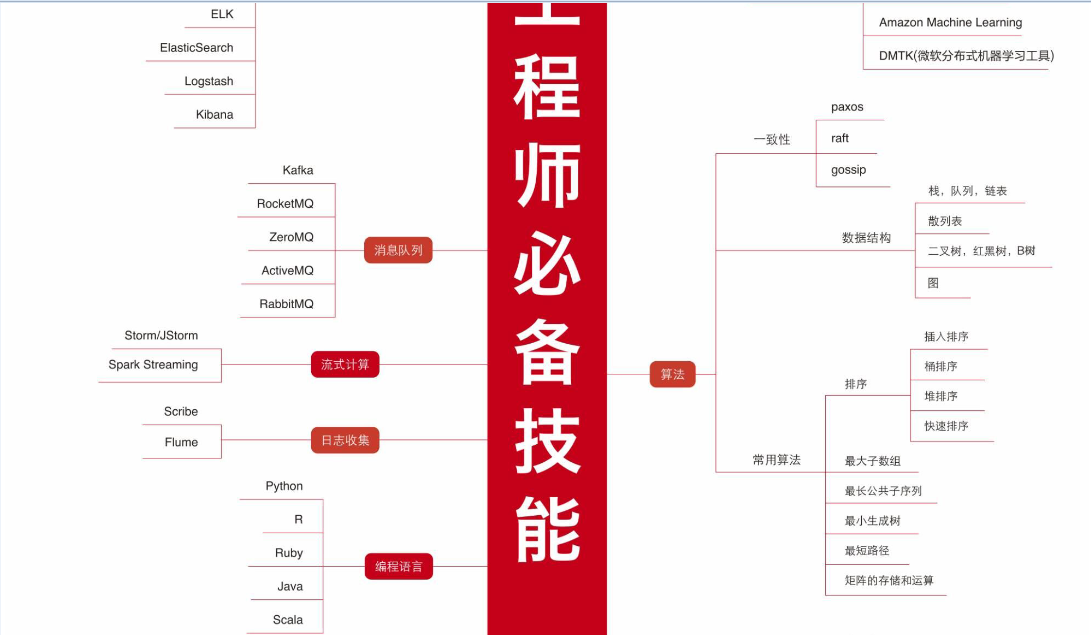 ELK
ElasticSearch
Logstash
Kibana
Kafka
RocketMQ
ZeroMQ
ActiveMQ
RabbitMQ
消息队列
Storm/JStorm
Spark Streaming
流式计算
Scribe
Flume
日志收集
Python
R
Ruby
Java
Scala
编程语言
工程师必备技能
Amazon Machine Learning
DMTK(微软分布式机器学习工具)
算法
一致性
paxos
raft
gossip
数据结构
栈，队列，链表
散列表
二叉树，红黑树，B树
图
常用算法
排序
插入排序
桶排序
堆排序
快速排序
最大子数组
最长公共子序列
最小生成树
最短路径
矩阵的存储和运算